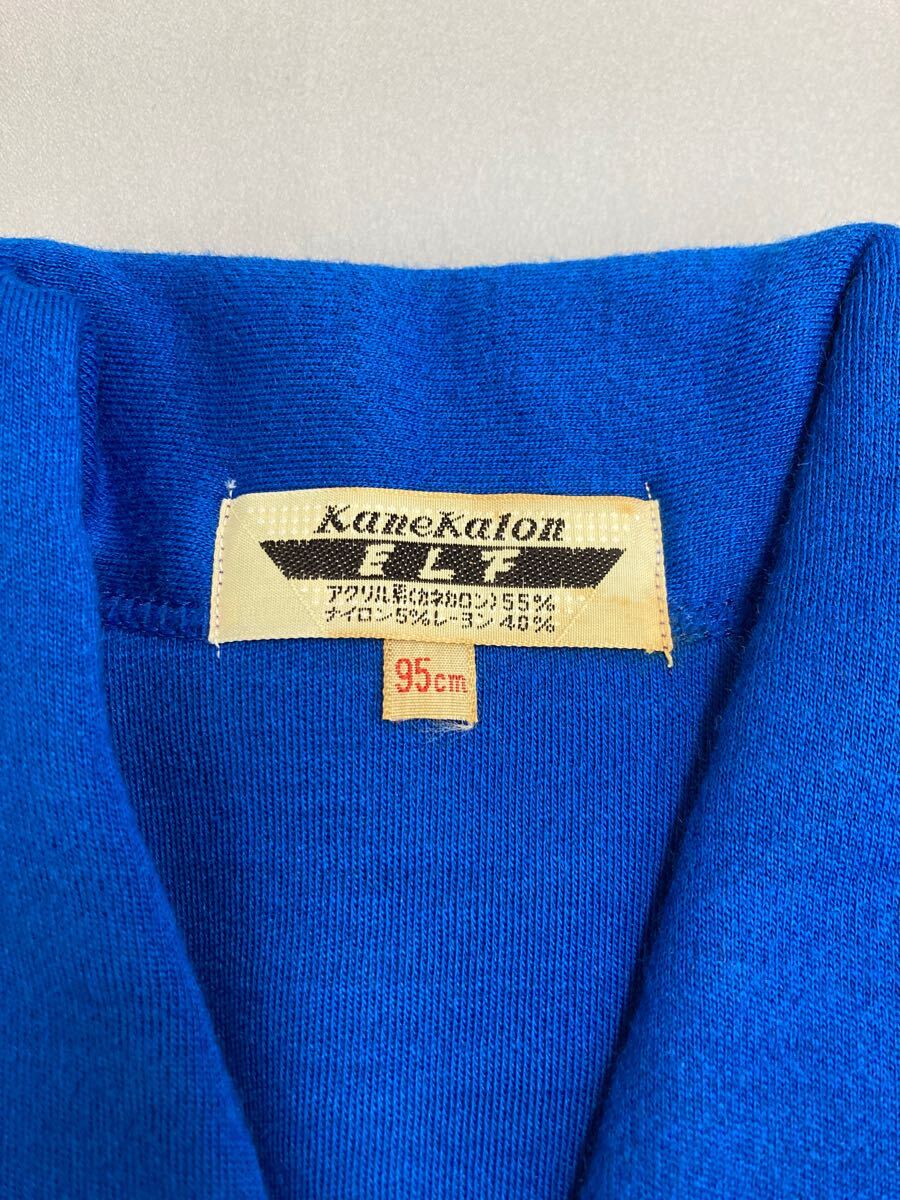 Kanekalon
ELF
アクリル系(カネカロン)55%
ナイロン5%レーヨン40%
95cm